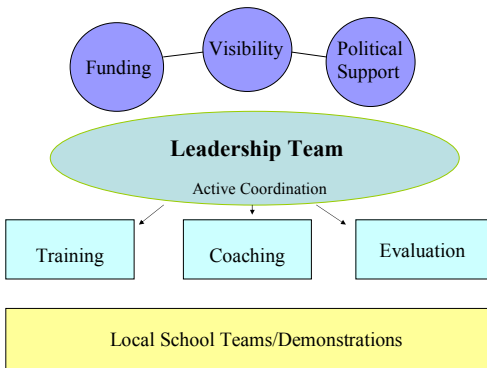 Funding
Visibility
Political
Support
Leadership Team
Active Coordination
Training
Coaching
Evaluation
Local School Teams/Demonstrations